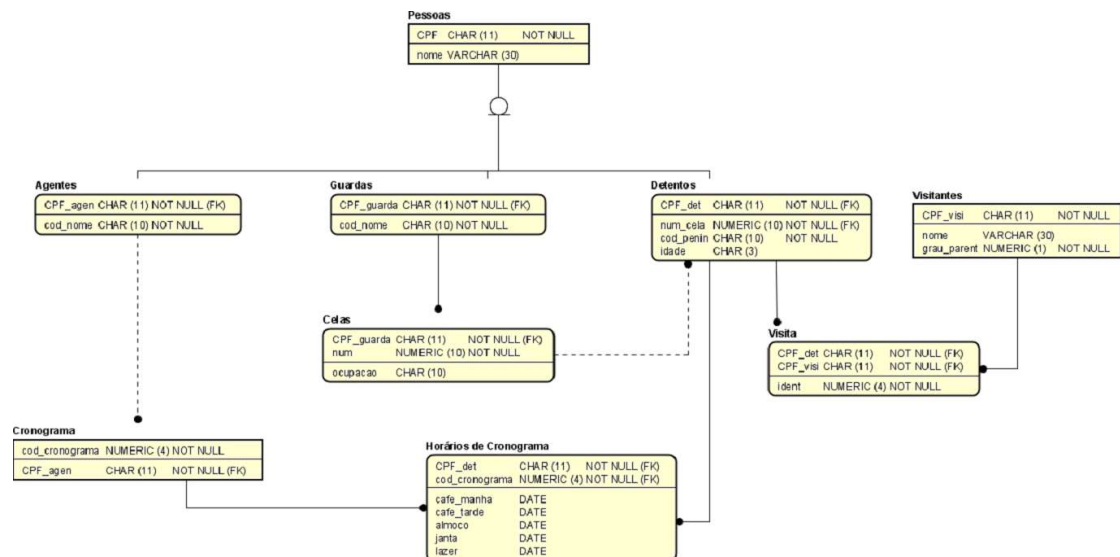 Pessoas
CPF CHAR (11) NOT NULL
nome VARCHAR (30)
Agentes
CPF_agen CHAR (11) NOT NULL (FK)
cod_nome CHAR (10) NOT NULL
Guardas
CPF_guarda CHAR (11) NOT NULL (FK)
cod_nome CHAR (10) NOT NULL
Detentos
CPF_det CHAR (11) NOT NULL (FK)
num_cela NUMERIC (10) NOT NULL (FK)
cod_penin CHAR (10) NOT NULL
idade CHAR (3)
Visitantes
CPF_visi CHAR (11) NOT NULL
nome VARCHAR (30)
grau_parent NUMERIC (1) NOT NULL
Celas
CPF_guarda CHAR (11) NOT NULL (FK)
num NUMERIC (10) NOT NULL
ocupacao CHAR (10)
Visita
CPF_det CHAR (11) NOT NULL (FK)
CPF_visi CHAR (11) NOT NULL (FK)
ident NUMERIC (4) NOT NULL
Cronograma
cod_cronograma NUMERIC (4) NOT NULL
CPF_agen CHAR (11) NOT NULL (FK)
Horários de Cronograma
CPF_det CHAR (11) NOT NULL (FK)
cod_cronograma NUMERIC (4) NOT NULL (FK)
cafe_manha DATE
cafe_tarde DATE
almoco DATE
janta DATE
lazer DATE